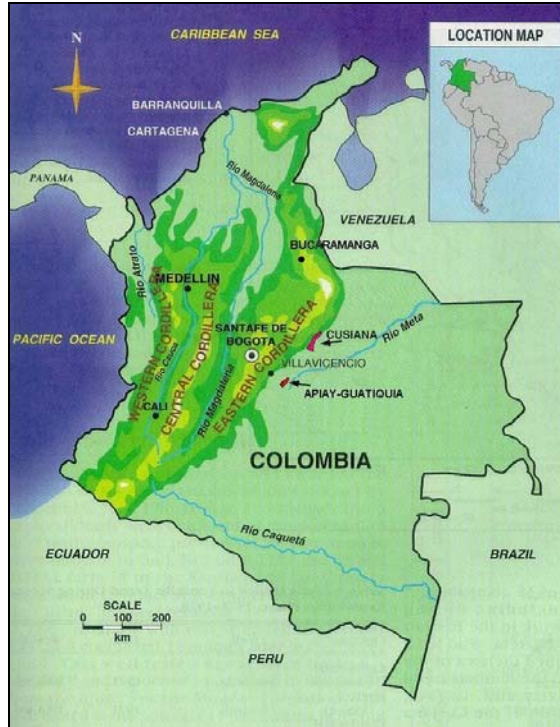 CARIBBEAN SEA
LOCATION MAP
N
BARRANQUILLA
CARTAGENA
Rio Magdalena
PANAMA
VENEZUELA
BUCARAMANGA
Rio Atrato
MEDELLIN
WESTERN CORDILLERA
CENTRAL CORDILLERA
EASTERN CORDILLERA
PACIFIC OCEAN
SANTAFE DE
BOGOTA
CUSIANA
Rio Meta
Rio Cauca
VILLAVICENCIO
APIAY-GUATIQUIA
CALI
Rio Magdalena
COLOMBIA
Río Caquetá
ECUADOR
BRAZIL
SCALE
0 100 200
km
PERU